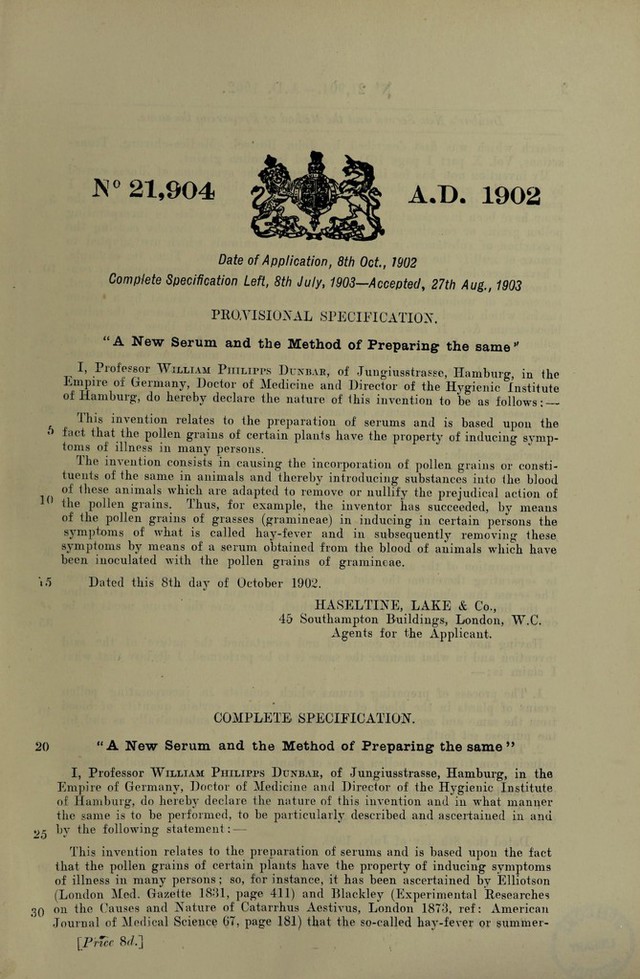 Nº 21,904 A.D. 1902
Date of Application, 8th Oct., 1902
Complete Specification Left, 8th July, 1903—Accepted, 27th Aug., 1903
PROVISIONAL SPECIFICATION.
"A New Serum and the Method of Preparing the same"
I, Professor WILLIAM PHILIPPS DUNBAR, of Jungiusstrasse, Hamburg, in the
Empire of Germany, Doctor of Medicine and Director of the Hygienic Institute
of Hamburg, do hereby declare the nature of this invention to be as follows:—
This invention relates to the preparation of serums and is based upon the
5 fact that the pollen grains of certain plants have the property of inducing symp-
toms of illness in many persons.
The invention consists in causing the incorporation of pollen grains or consti-
tuents of the same in animals and thereby introducing substances into the blood
of these animals which are adapted to remove or nullify the prejudical action of
10 the pollen grains. Thus, for example, the inventor has succeeded, by means
of the pollen grains of grasses (gramineae) in inducing in certain persons the
symptoms of what is called hay-fever and in subsequently removing these
symptoms by means of a serum obtained from the blood of animals which have
been inoculated with the pollen grains of gramineae.
15 Dated this 8th day of October 1902.
HASELTINE, LAKE & Co.,
45 Southampton Buildings, London, W.C.
Agents for the Applicant.
COMPLETE SPECIFICATION.
20 "A New Serum and the Method of Preparing the same"
I, Professor WILLIAM PHILIPPS DUNBAR, of Jungiusstrasse, Hamburg, in the
Empire of Germany, Doctor of Medicine and Director of the Hygienic Institute
of Hamburg, do hereby declare the nature of this invention and in what manner
the same is to be performed, to be particularly described and ascertained in and
25 by the following statement:—
This invention relates to the preparation of serums and is based upon the fact
that the pollen grains of certain plants have the property of inducing symptoms
of illness in many persons; so, for instance, it has been ascertained by Elliotson
(London Med. Gazette 1831, page 411) and Blackley (Experimental Researches
30 on the Causes and Nature of Catarrhus Aestivus, London 1873, ref: American
Journal of Medical Science 67, page 181) that the so-called hay-fever or summer-
[Price 8d.]